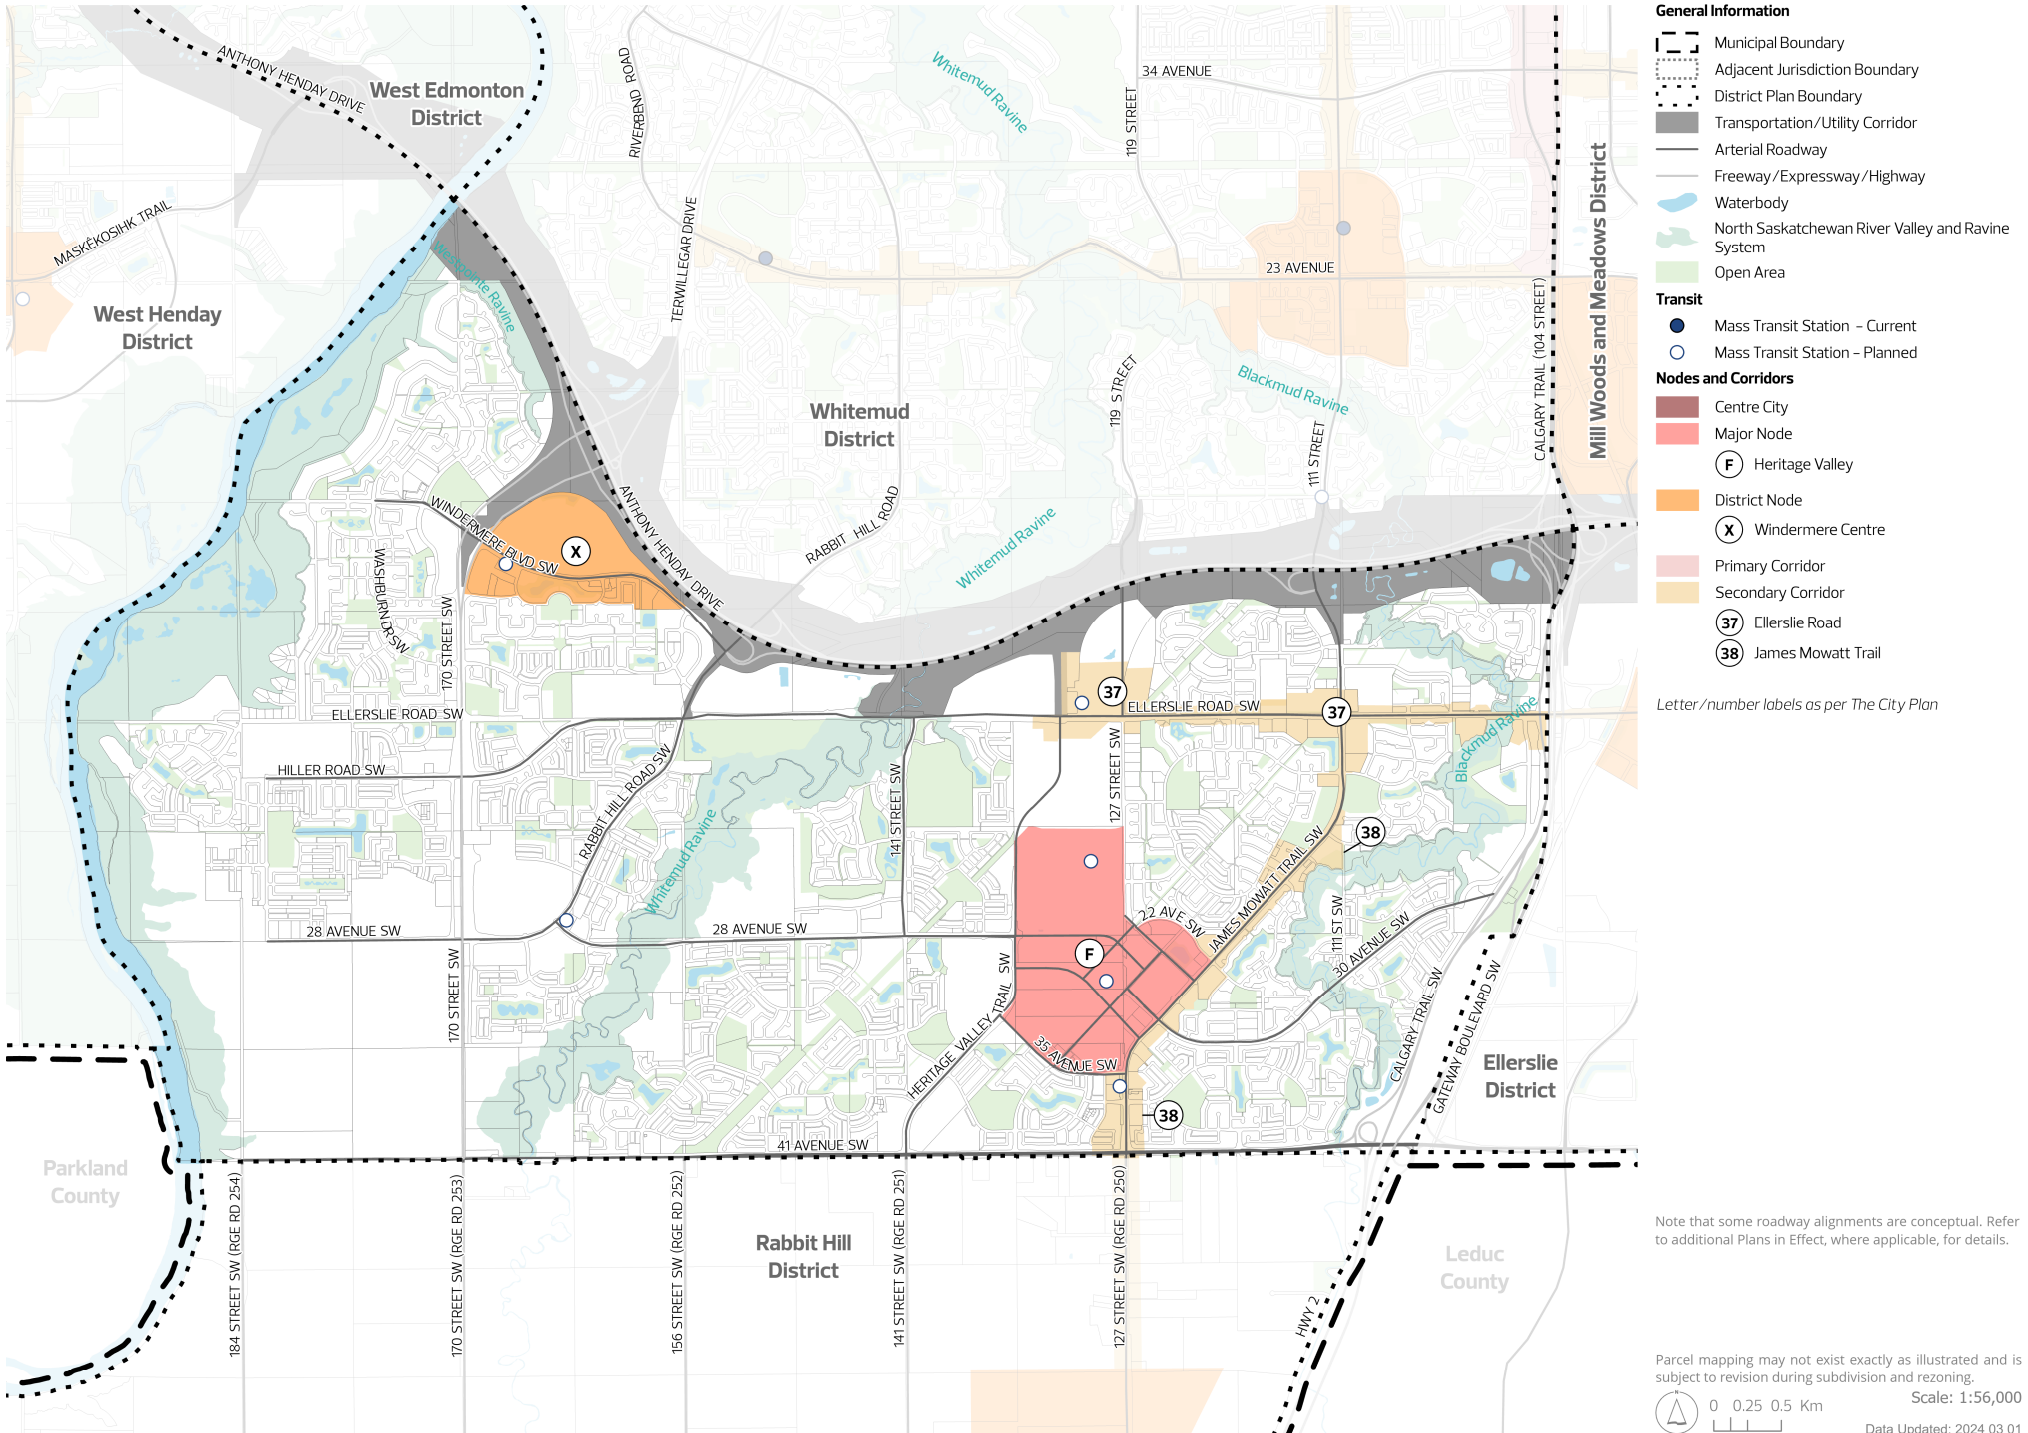 ANTHONY HENDAY DRIVE
West Edmonton
District
RIVERBEND ROAD
Whitemud Ravine
119 STREET
34 AVENUE
MASKÊKOSIHK TRAIL
West Henday
District
Westpointe Ravine
TERWILLEGAR DRIVE
23 AVENUE
CALGARY TRAIL (104 STREET)
Mill Woods and Meadows District
Whitemud
District
119 STREET
Blackmud Ravine
111 STREET
WINDERMERE BLVD SW
X
ANTHONY HENDAY DRIVE
RABBIT HILL ROAD
Whitemud Ravine
WASHBURN DR SW
170 STREET SW
ELLERSLIE ROAD SW
37
ELLERSLIE ROAD SW
37
Blackmud Ravine
HILLER ROAD SW
RABBIT HILL ROAD SW
Whitemud Ravine
141 STREET SW
127 STREET SW
38
JAMES MOWATT TRAIL SW
28 AVENUE SW
28 AVENUE SW
22 AVE SW
F
111 ST SW
30 AVENUE SW
170 STREET SW
HERITAGE VALLEY TRAIL SW
35 AVENUE SW
CALGARY TRAIL SW
GATEWAY BOULEVARD SW
Ellerslie
District
38
41 AVENUE SW
Parkland
County
184 STREET SW (RGE RD 254)
170 STREET SW (RGE RD 253)
156 STREET SW (RGE RD 252)
141 STREET SW (RGE RD 251)
127 STREET SW (RGE RD 250)
Rabbit Hill
District
HWY 2
Leduc
County
General Information
Municipal Boundary
Adjacent Jurisdiction Boundary
District Plan Boundary
Transportation/Utility Corridor
Arterial Roadway
Freeway/Expressway/Highway
Waterbody
North Saskatchewan River Valley and Ravine
System
Open Area
Transit
Mass Transit Station - Current
Mass Transit Station - Planned
Nodes and Corridors
Centre City
Major Node
F Heritage Valley
District Node
X Windermere Centre
Primary Corridor
Secondary Corridor
37 Ellerslie Road
38 James Mowatt Trail
Letter/number labels as per The City Plan
Note that some roadway alignments are conceptual. Refer
to additional Plans in Effect, where applicable, for details.
Parcel mapping may not exist exactly as illustrated and is
subject to revision during subdivision and rezoning.
N
Scale: 1:56,000
0 0.25 0.5 Km
Data Updated: 2024 03 01